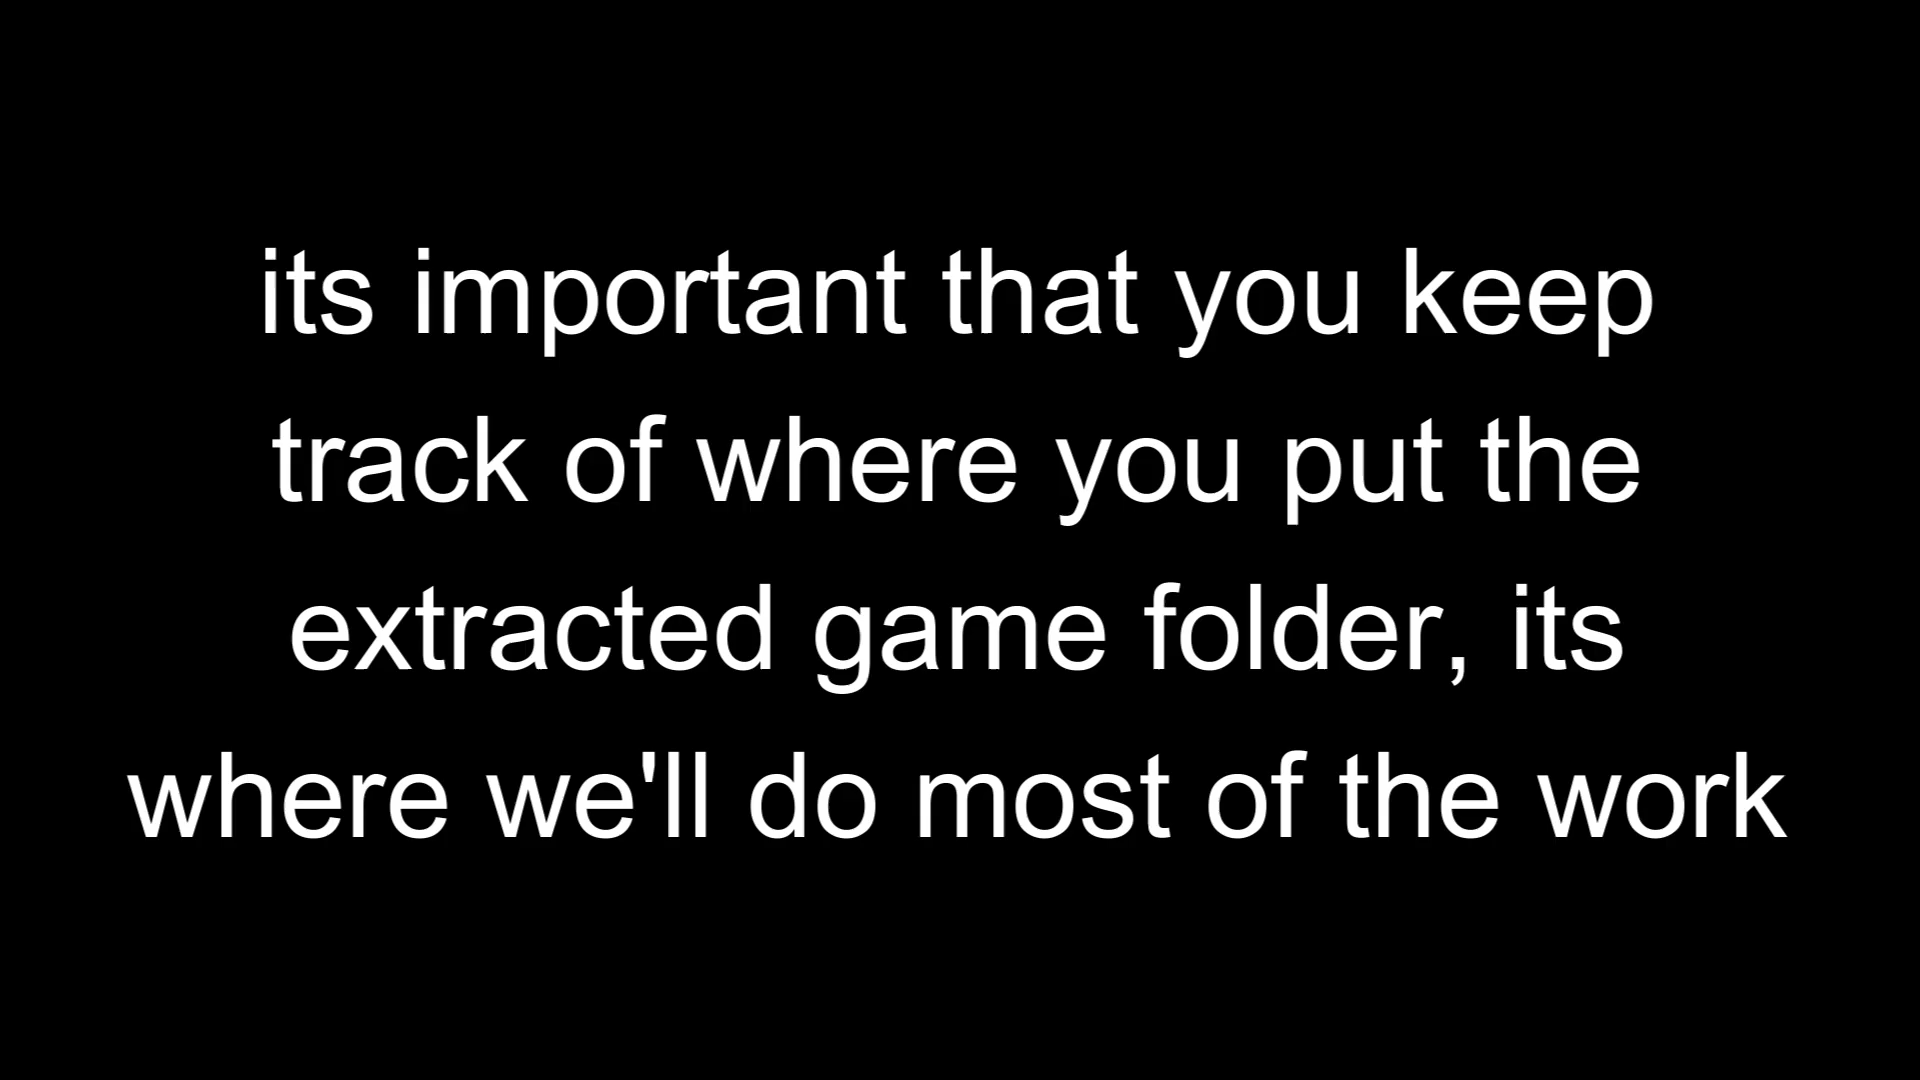 its important that you keep
track of where you put the
extracted game folder, its
where we'll do most of the work